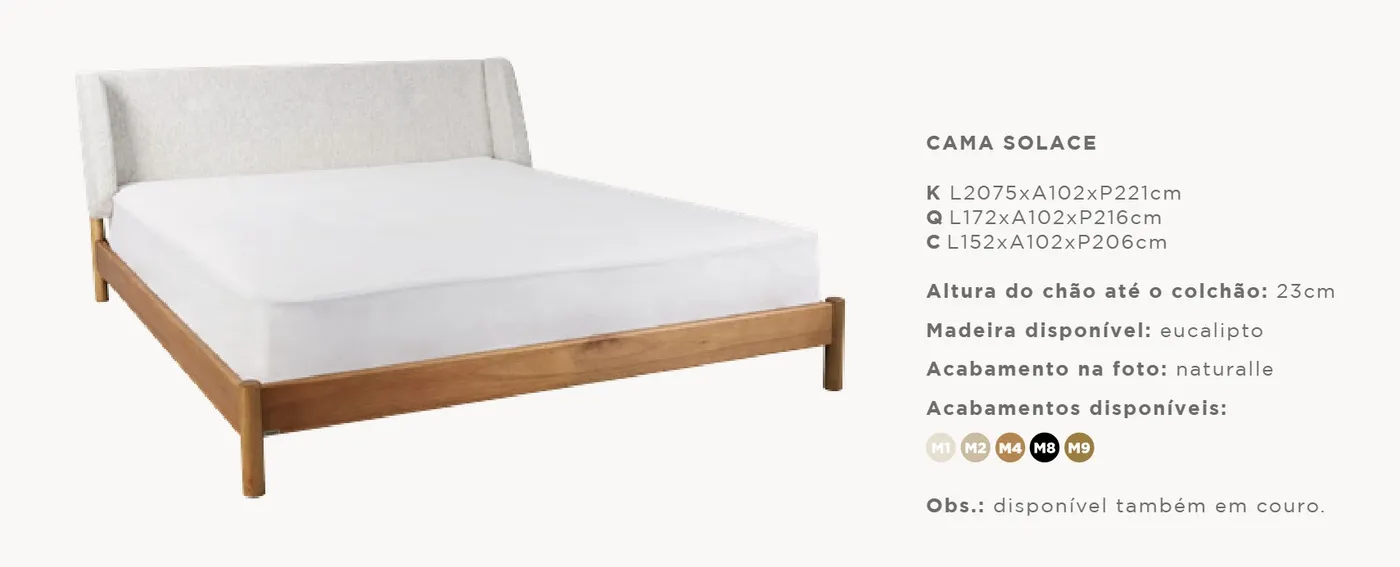 CAMA SOLACE
K L2075xA102xP221cm
Q L172xA102xP216cm
C L152xA102xP206cm
Altura do chão até o colchão: 23cm
Madeira disponível: eucalipto
Acabamento na foto: naturalle
Acabamentos disponíveis:
M1 M2 M4 M8 M9
Obs.: disponível também em couro.